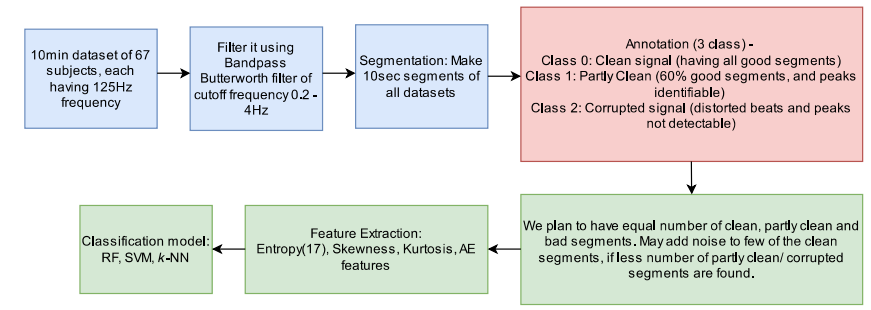 10min dataset of 67
subjects, each
having 125Hz
frequency
Filter it using
Bandpass
Butterworth filter of
cutoff frequency 0.2 -
4Hz
Segmentation: Make
10sec segments of
all datasets
Annotation (3 class) -
Class 0: Clean signal (having all good segments)
Class 1: Partly Clean (60% good segments, and peaks
identifiable)
Class 2: Corrupted signal (distorted beats and peaks
not detectable)
We plan to have equal number of clean, partly clean and
bad segments. May add noise to few of the clean
segments, if less number of partly clean/ corrupted
segments are found.
Feature Extraction:
Entropy(17), Skewness, Kurtosis, AE
features
Classification model:
RF, SVM, k-NN